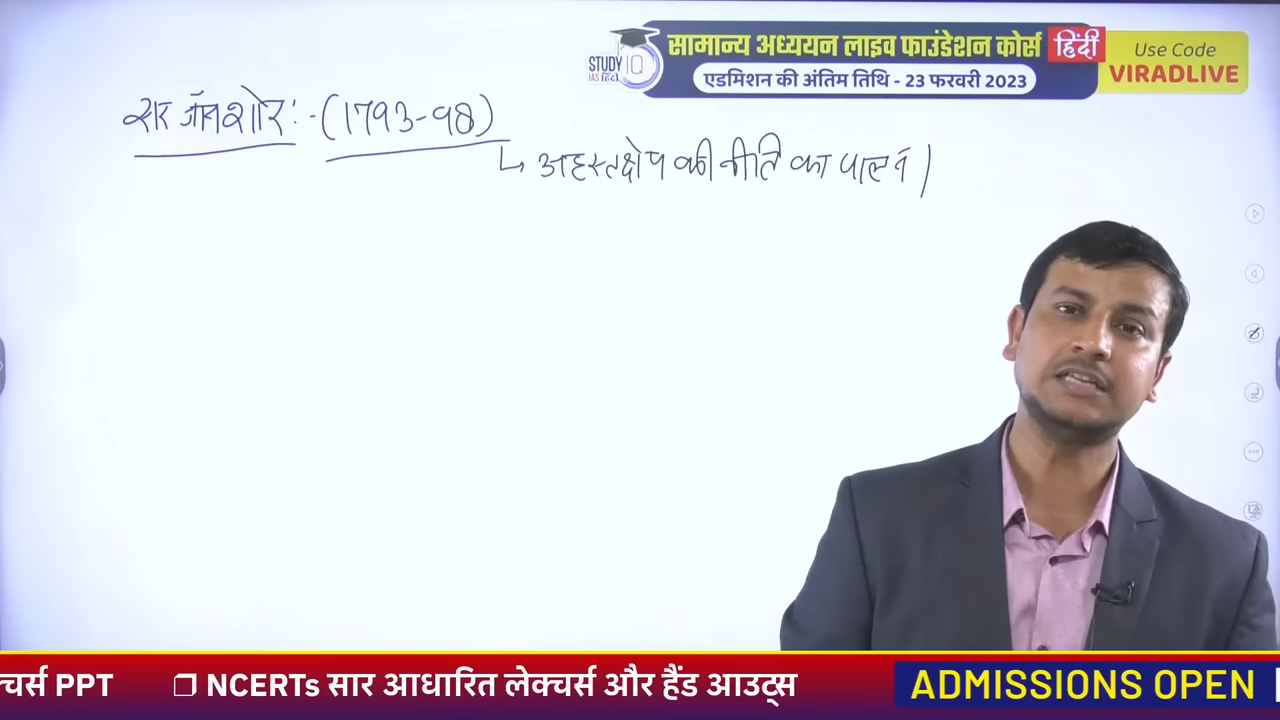 STUDY IQ
IAS हिंदी
सामान्य अध्ययन लाइव फाउंडेशन कोर्स हिंदी
एडमिशन की अंतिम तिथि - 23 फरवरी 2023
Use Code
VIRADLIVE
सर जॉन शोर :- (1793-98)
↳ अहस्तक्षेप की नीति का पालन।
चर्स PPT ❐ NCERTs सार आधारित लेक्चर्स और हैंड आउट्स
ADMISSIONS OPEN